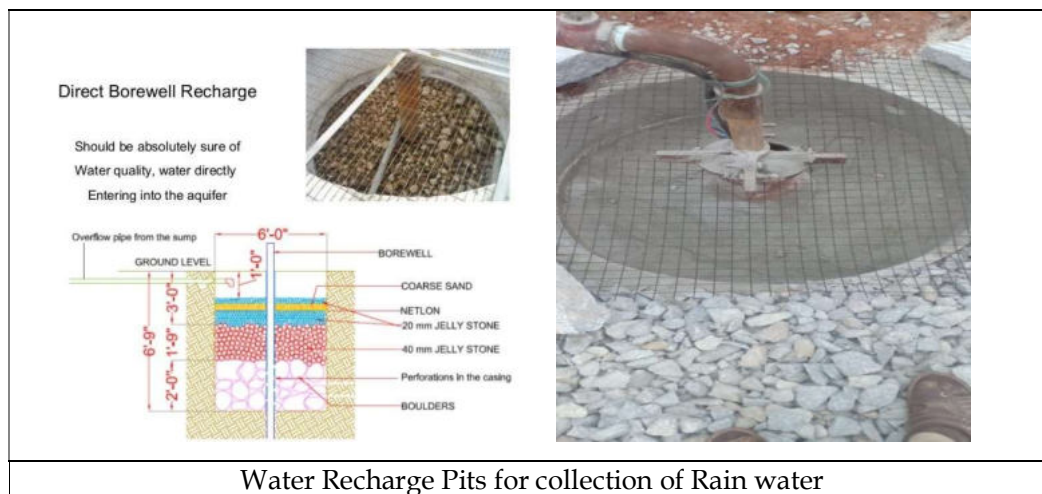 Direct Borewell Recharge
Should be absolutely sure of
Water quality, water directly
Entering into the aquifer
Overflow pipe from the sump
GROUND LEVEL
6'-0"
1'-0"
3'-0"
6'-9"
1'-9"
2'-0"
BOREWELL
COARSE SAND
NETLON
20 mm JELLY STONE
40 mm JELLY STONE
Perforations In the casing
BOULDERS
Water Recharge Pits for collection of Rain water